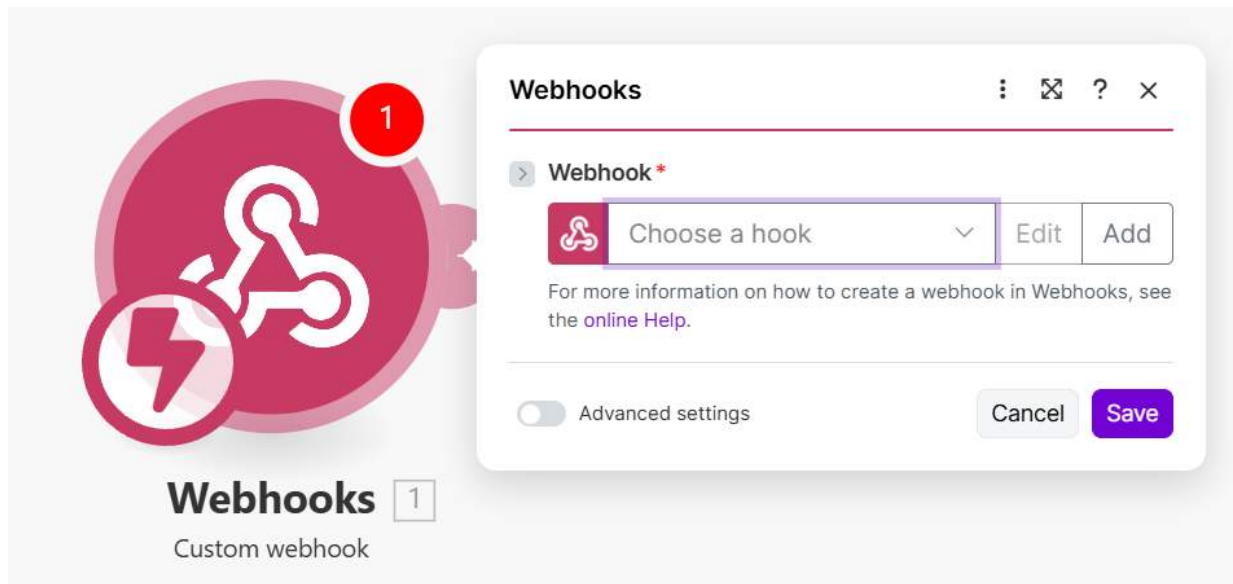 1
Webhooks
?
Webhook *
Choose a hook
Edit
Add
For more information on how to create a webhook in Webhooks, see
the online Help.
Advanced settings
Cancel
Save
Webhooks 1
Custom webhook